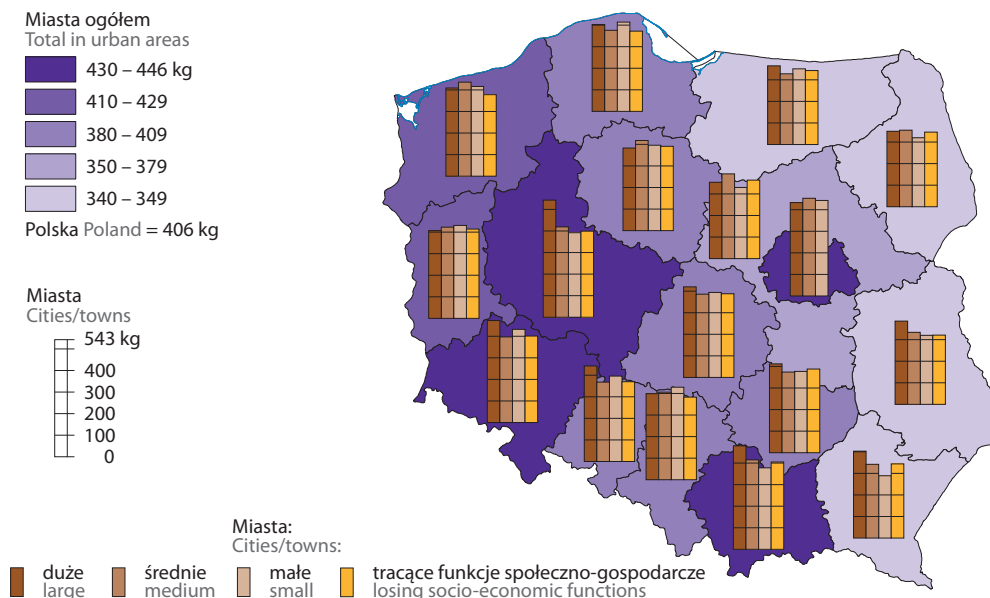 Miasta ogółem
Total in urban areas
430 – 446 kg
410 – 429
380 – 409
350 – 379
340 – 349
Polska Poland = 406 kg
Miasta
Cities/towns
543 kg
400
300
200
100
0
Miasta:
Cities/towns:
duże
large
średnie
medium
małe
small
tracące funkcje społeczno-gospodarcze
losing socio-economic functions